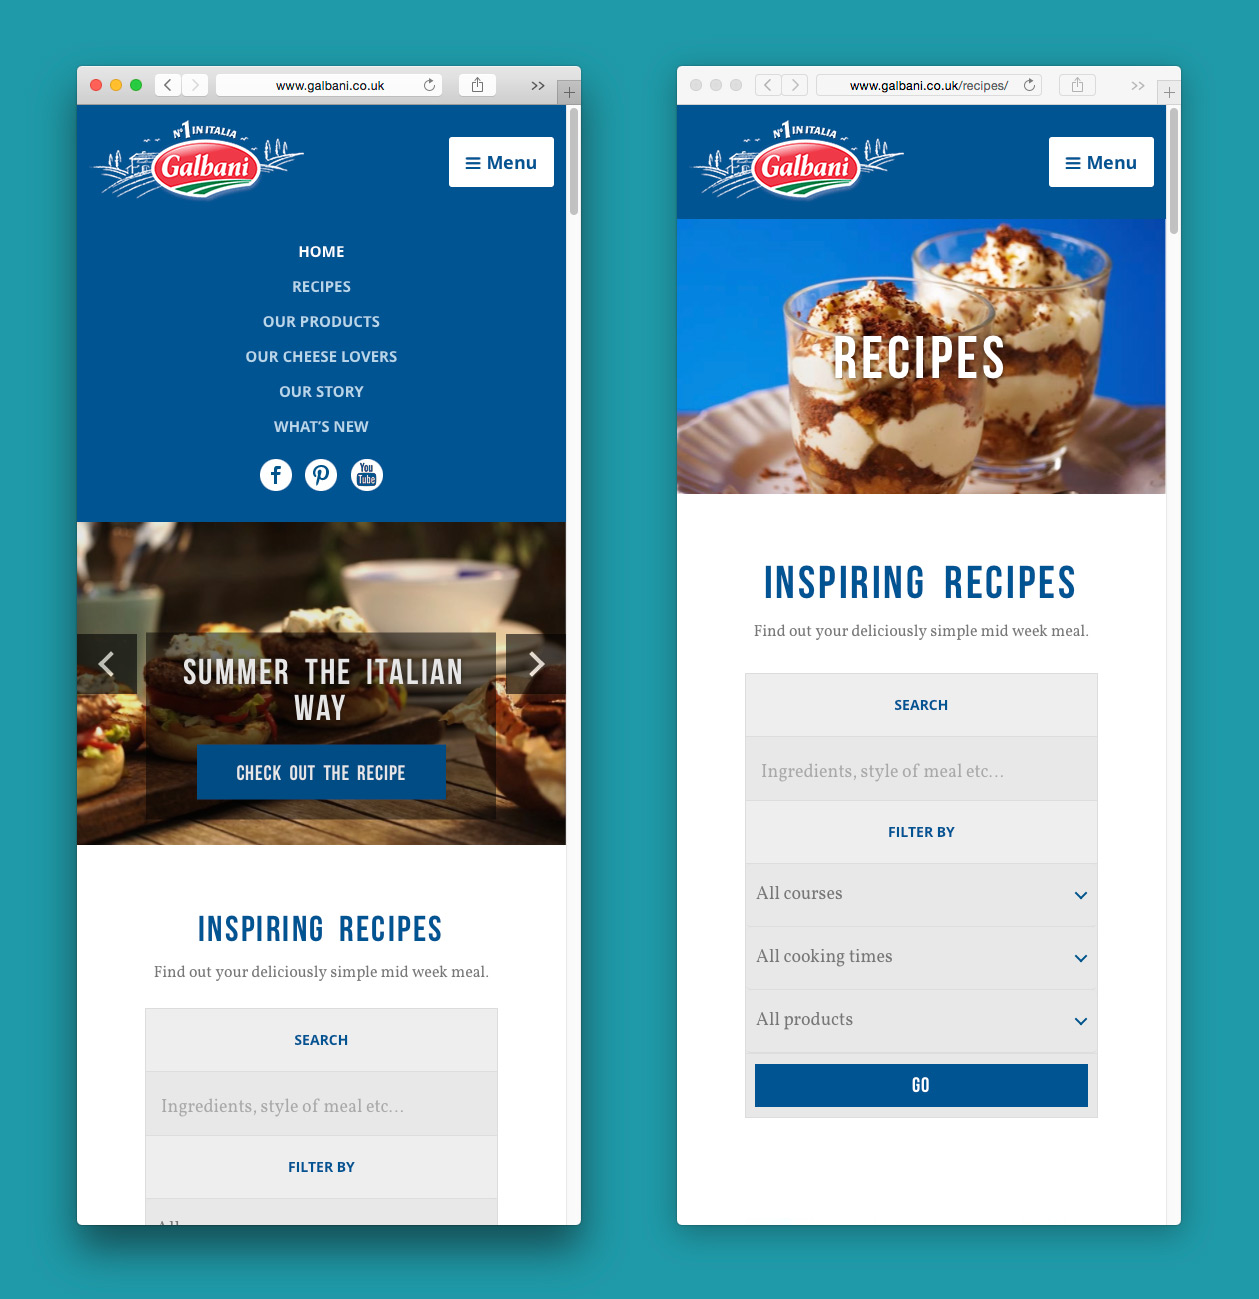 www.galbani.co.uk
Nº1 IN ITALIA
Galbani
Menu
HOME
RECIPES
OUR PRODUCTS
OUR CHEESE LOVERS
OUR STORY
WHAT'S NEW
You
Tube
SUMMER THE ITALIAN
WAY
CHECK OUT THE RECIPE
INSPIRING RECIPES
Find out your deliciously simple mid week meal.
SEARCH
Ingredients, style of meal etc...
FILTER BY
All
www.galbani.co.uk/recipes/
Nº1 IN ITALIA
Galbani
Menu
RECIPES
INSPIRING RECIPES
Find out your deliciously simple mid week meal.
SEARCH
Ingredients, style of meal etc...
FILTER BY
All courses
All cooking times
All products
GO